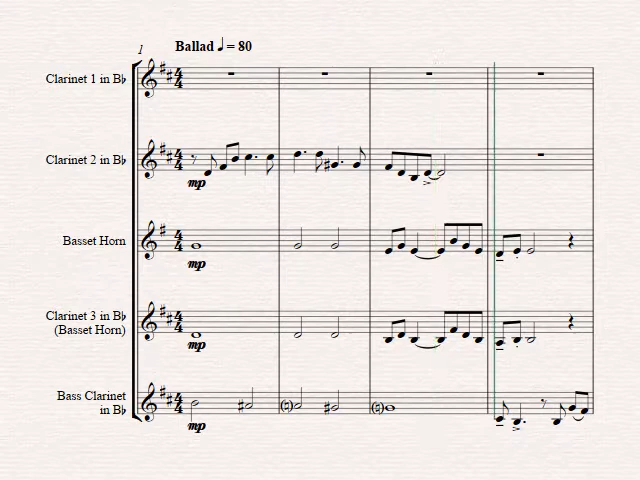 Ballad ♩ = 80
1
Clarinet 1 in B♭
Clarinet 2 in B♭
mp
Basset Horn
mp
Clarinet 3 in B♭
(Basset Horn)
mp
Bass Clarinet
in B♭
mp